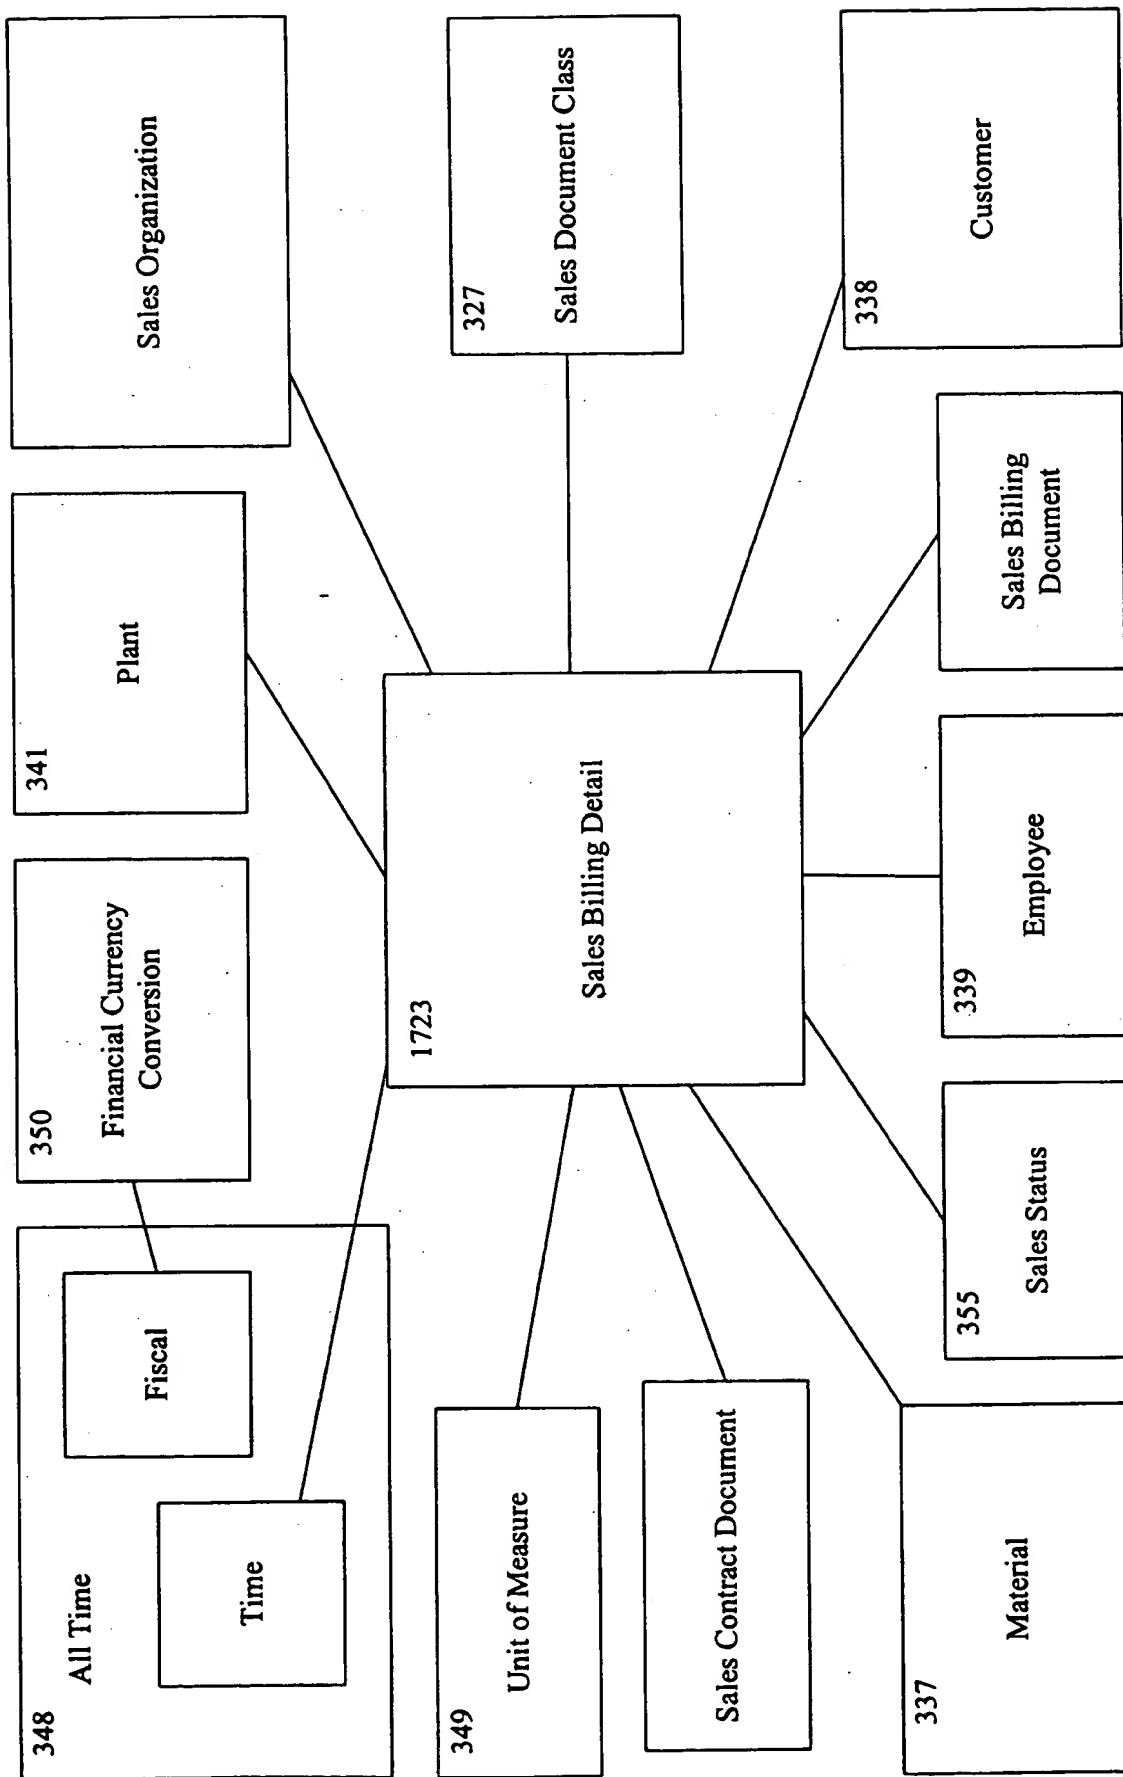 348
All Time
Time
Fiscal
350
Financial Currency
Conversion
341
Plant
Sales Organization
349
Unit of Measure
1723
Sales Billing Detail
327
Sales Document Class
Sales Contract Document
337
Material
355
Sales Status
339
Employee
Sales Billing
Document
338
Customer